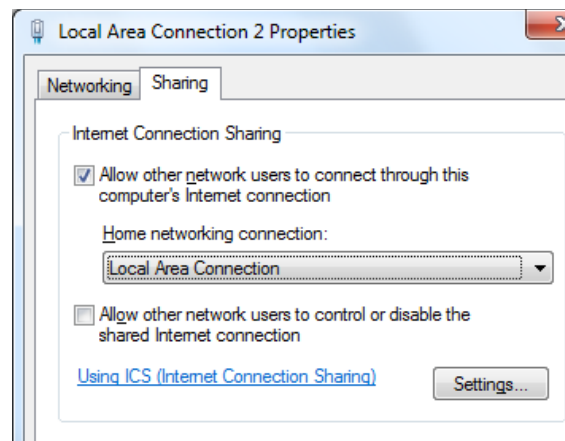 Local Area Connection 2 Properties
Networking
Sharing
Internet Connection Sharing
Allow other network users to connect through this
computer's Internet connection
Home networking connection:
Local Area Connection
Allow other network users to control or disable the
shared Internet connection
Using ICS (Internet Connection Sharing)
Settings...